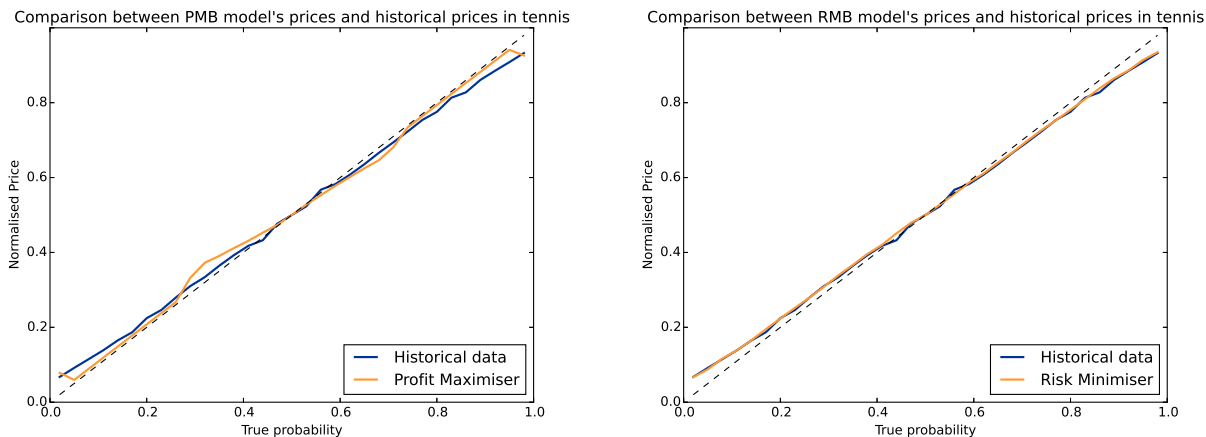 Comparison between PMB model's prices and historical prices in tennis
Normalised Price
0.8
0.6
0.4
0.2
0.0
0.0 0.2 0.4 0.6 0.8 1.0
True probability
Historical data
Profit Maximiser
Comparison between RMB model's prices and historical prices in tennis
Normalised Price
0.8
0.6
0.4
0.2
0.0
0.0 0.2 0.4 0.6 0.8 1.0
True probability
Historical data
Risk Minimiser